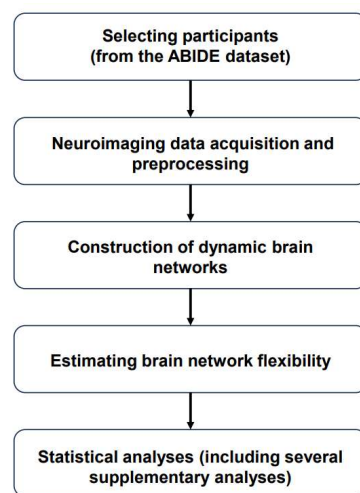 Selecting participants
(from the ABIDE dataset)
Neuroimaging data acquisition and
preprocessing
Construction of dynamic brain
networks
Estimating brain network flexibility
Statistical analyses (including several
supplementary analyses)